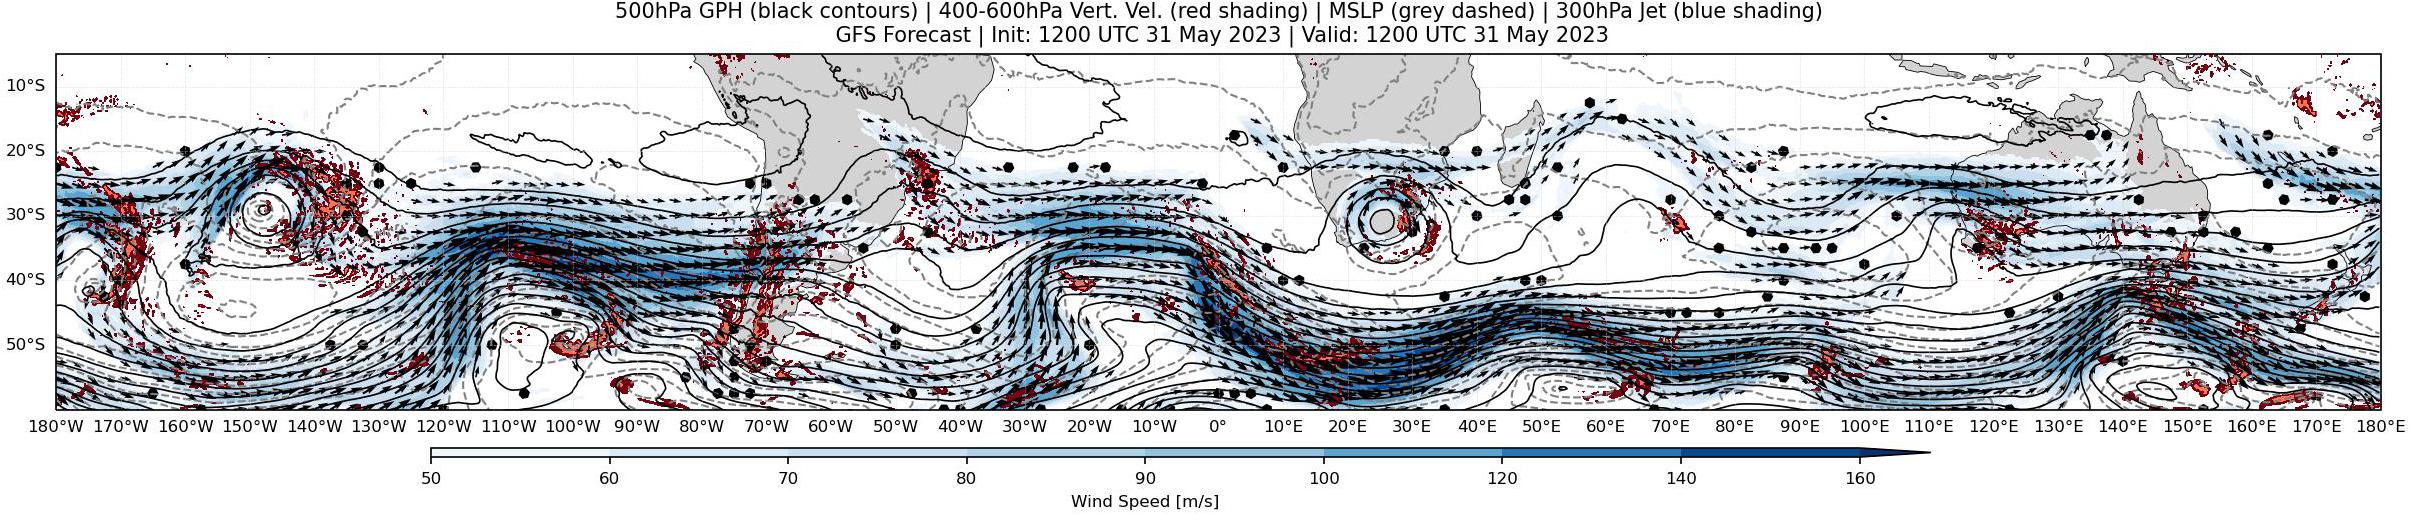 500hPa GPH (black contours) | 400-600hPa Vert. Vel. (red shading) | MSLP (grey dashed) | 300hPa Jet (blue shading)
GFS Forecast | Init: 1200 UTC 31 May 2023 | Valid: 1200 UTC 31 May 2023
10°S
20°S
30°S
40°S
50°S
180°W 170°W 160°W 150°W 140°W 130°W 120°W 110°W 100°W 90°W 80°W 70°W 60°W 50°W 40°W 30°W 20°W 10°W 0° 10°E 20°E 30°E 40°E 50°E 60°E 70°E 80°E 90°E 100°E 110°E 120°E 130°E 140°E 150°E 160°E 170°E 180°E
50 60 70 80 90 100 120 140 160
Wind Speed [m/s]